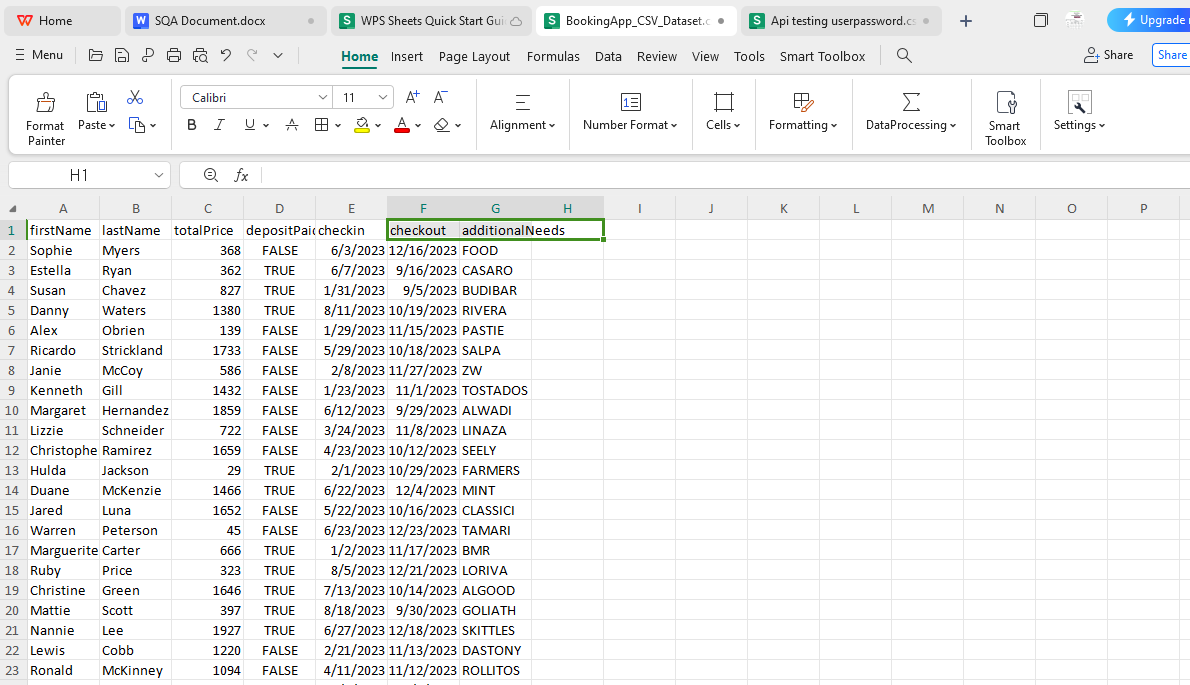 Home SQA Document.docx WPS Sheets Quick Start Gui BookingApp_CSV_Dataset.c Api testing userpassword.cs Upgrade
Menu Home Insert Page Layout Formulas Data Review View Tools Smart Toolbox Share Share
Calibri 11 A+ A-
Format Painter Paste B I U A A Alignment Number Format Cells Formatting DataProcessing Smart Toolbox Settings
H1 fx
A B C D E F G H I J K L M N O P
1 firstName lastName totalPrice depositPaid checkin checkout additionalNeeds
2 Sophie Myers 368 FALSE 6/3/2023 12/16/2023 FOOD
3 Estella Ryan 362 TRUE 6/7/2023 9/16/2023 CASARO
4 Susan Chavez 827 TRUE 1/31/2023 9/5/2023 BUDIBAR
5 Danny Waters 1380 TRUE 8/11/2023 10/19/2023 RIVERA
6 Alex Obrien 139 FALSE 1/29/2023 11/15/2023 PASTIE
7 Ricardo Strickland 1733 FALSE 5/29/2023 10/18/2023 SALPA
8 Janie McCoy 586 FALSE 2/8/2023 11/27/2023 ZW
9 Kenneth Gill 1432 FALSE 1/23/2023 11/1/2023 TOSTADOS
10 Margaret Hernandez 1859 FALSE 6/12/2023 9/29/2023 ALWADI
11 Lizzie Schneider 722 FALSE 3/24/2023 11/8/2023 LINAZA
12 Christophe Ramirez 1659 FALSE 4/23/2023 10/12/2023 SEELY
13 Hulda Jackson 29 TRUE 2/1/2023 10/29/2023 FARMERS
14 Duane McKenzie 1466 TRUE 6/22/2023 12/4/2023 MINT
15 Jared Luna 1652 FALSE 5/22/2023 10/16/2023 CLASSICI
16 Warren Peterson 45 FALSE 6/23/2023 12/23/2023 TAMARI
17 Marguerite Carter 666 TRUE 1/2/2023 11/17/2023 BMR
18 Ruby Price 323 TRUE 8/5/2023 12/21/2023 LORIVA
19 Christine Green 1646 TRUE 7/13/2023 10/14/2023 ALGOOD
20 Mattie Scott 397 TRUE 8/18/2023 9/30/2023 GOLIATH
21 Nannie Lee 1927 TRUE 6/27/2023 12/18/2023 SKITTLES
22 Lewis Cobb 1220 FALSE 2/21/2023 11/13/2023 DASTONY
23 Ronald McKinney 1094 FALSE 4/11/2023 11/12/2023 ROLLITOS